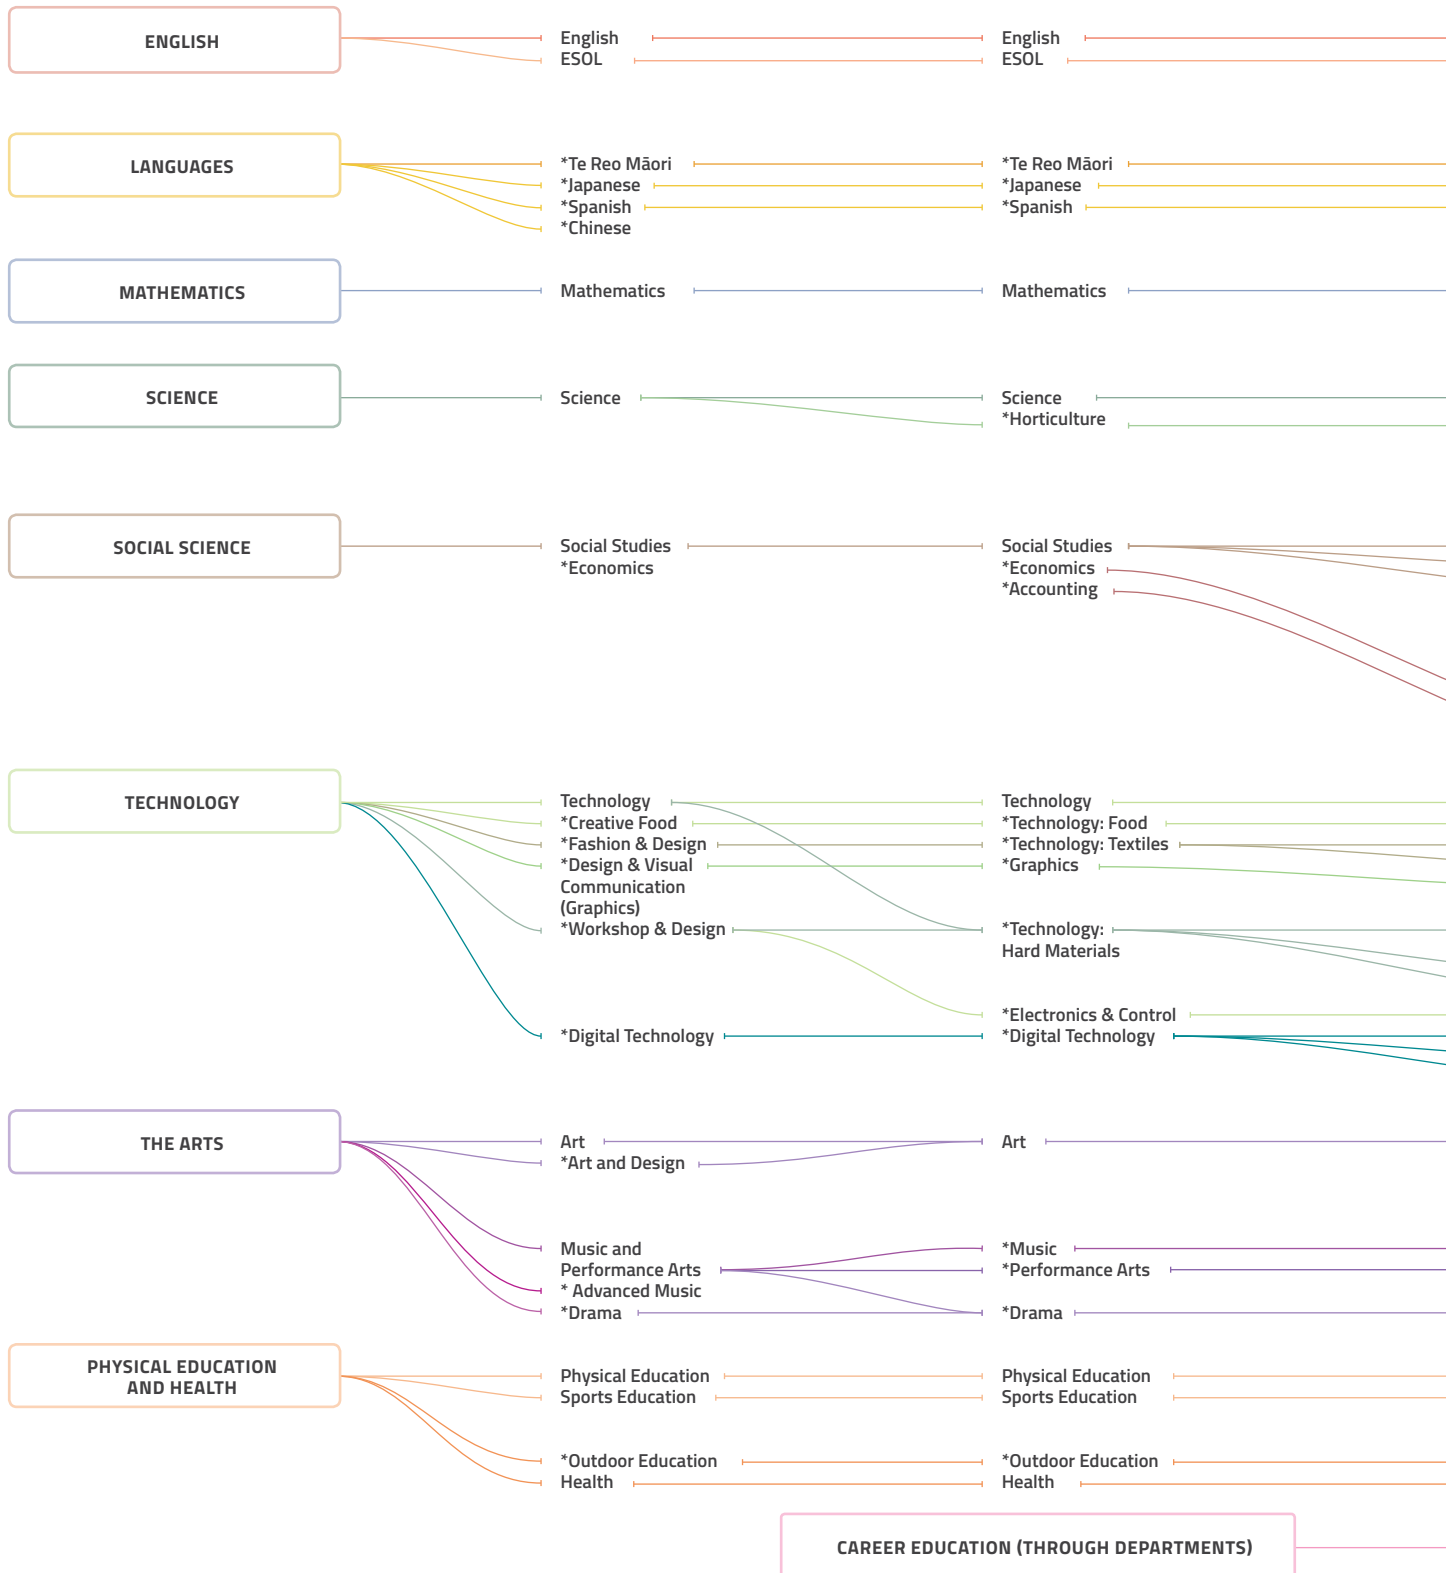 ENGLISH
English
ESOL
English
ESOL
LANGUAGES
*Te Reo Māori
*Japanese
*Spanish
*Chinese
*Te Reo Māori
*Japanese
*Spanish
MATHEMATICS
Mathematics
Mathematics
SCIENCE
Science
Science
*Horticulture
SOCIAL SCIENCE
Social Studies
*Economics
Social Studies
*Economics
*Accounting
TECHNOLOGY
Technology
*Creative Food
*Fashion & Design
*Design & Visual
Communication
(Graphics)
*Workshop & Design
*Digital Technology
Technology
*Technology: Food
*Technology: Textiles
*Graphics
*Technology:
Hard Materials
*Electronics & Control
*Digital Technology
THE ARTS
Art
*Art and Design
Music and
Performance Arts
* Advanced Music
*Drama
Art
*Music
*Performance Arts
*Drama
PHYSICAL EDUCATION
AND HEALTH
Physical Education
Sports Education
*Outdoor Education
Health
Physical Education
Sports Education
*Outdoor Education
Health
CAREER EDUCATION (THROUGH DEPARTMENTS)